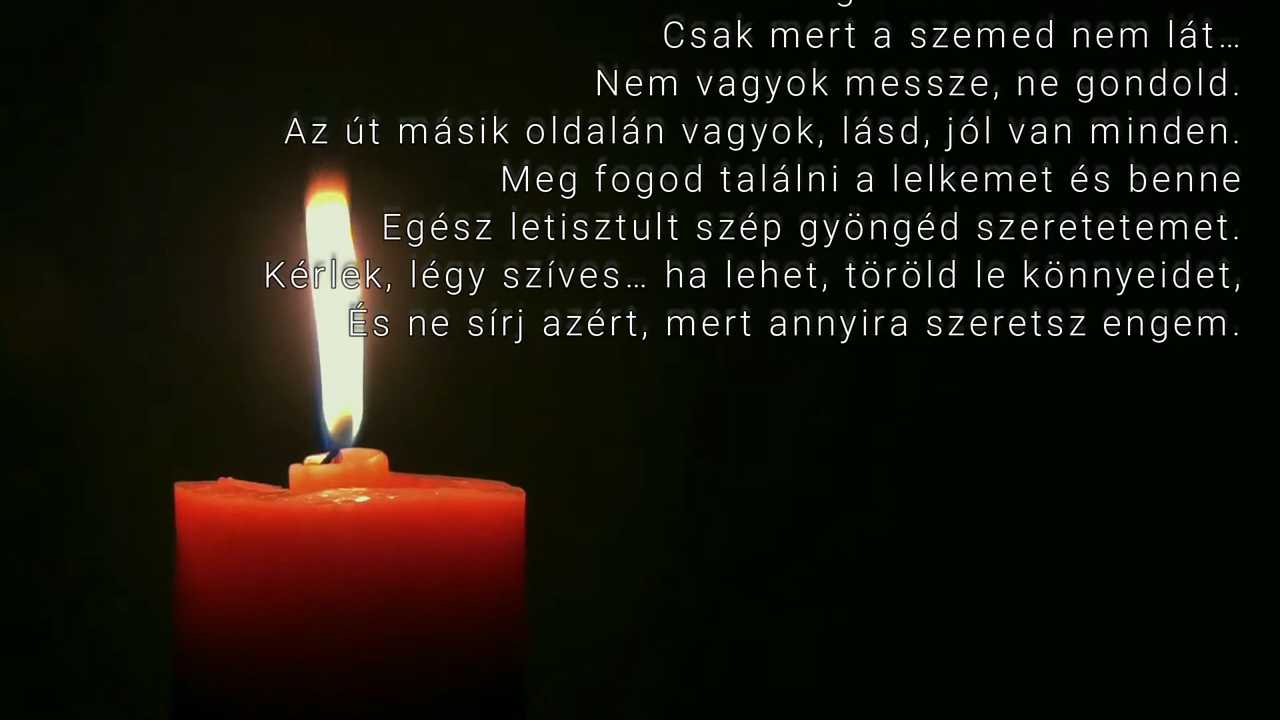 Csak mert a szemed nem lát…
Nem vagyok messze, ne gondold.
Az út másik oldalán vagyok, lásd, jól van minden.
Meg fogod találni a lelkemet és benne
Egész letisztult szép gyöngéd szeretetemet.
Kérlek, légy szíves… ha lehet, töröld le könnyeidet,
És ne sírj azért, mert annyira szeretsz engem.